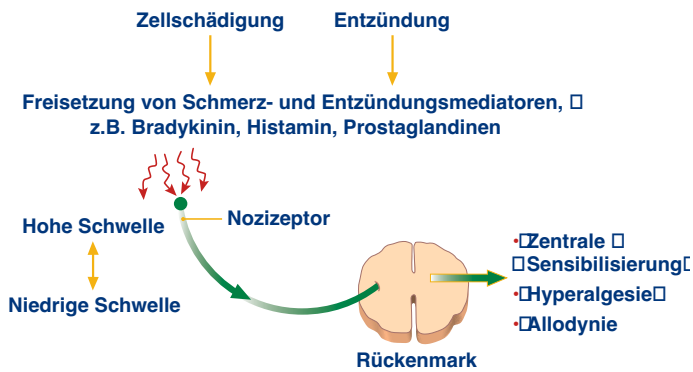 Zellschädigung
Entzündung
Freisetzung von Schmerz- und Entzündungsmediatoren, □
z.B. Bradykinin, Histamin, Prostaglandinen
Hohe Schwelle
Nozizeptor
Niedrige Schwelle
•□Zentrale □
□Sensibilisierung□
•□Hyperalgesie□
•□Allodynie
Rückenmark